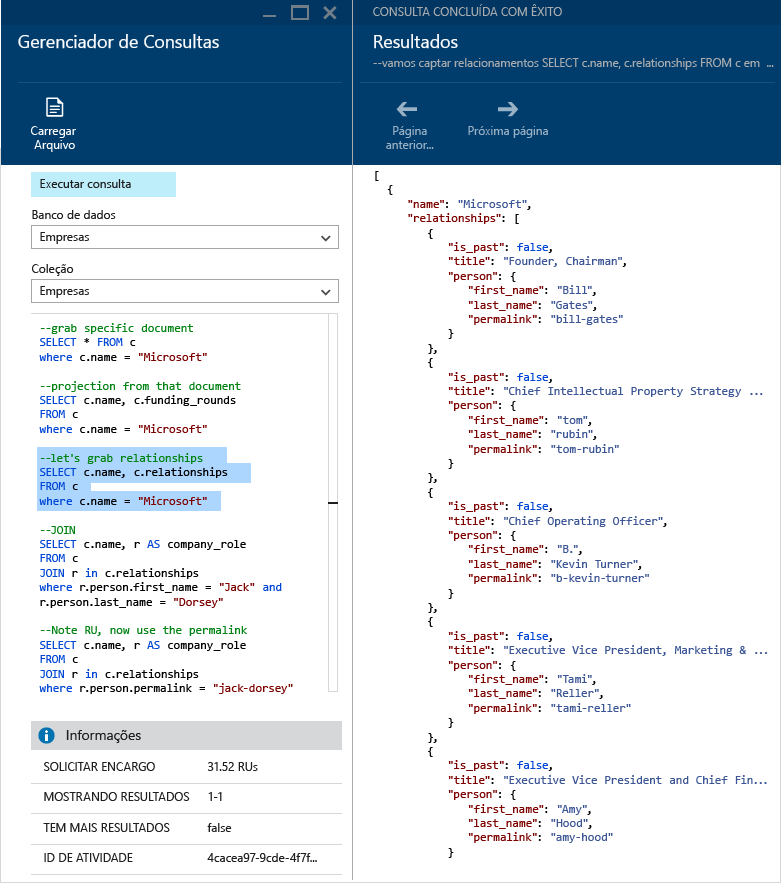 Gerenciador de Consultas
Carregar
Arquivo
Executar consulta
Banco de dados
Empresas
Coleção
Empresas
--grab specific document
SELECT * FROM c
where c.name = "Microsoft"
--projection from that document
SELECT c.name, c.funding_rounds
FROM c
where c.name = "Microsoft"
--let's grab relationships
SELECT c.name, c.relationships
FROM c
where c.name = "Microsoft"
--JOIN
SELECT c.name, r AS company_role
FROM c
JOIN r in c.relationships
where r.person.first_name = "Jack" and
r.person.last_name = "Dorsey"
--Note RU, now use the permalink
SELECT c.name, r AS company_role
FROM c
JOIN r in c.relationships
where r.person.permalink = "jack-dorsey"
Informações
SOLICITAR ENCARGO 31.52 RUs
MOSTRANDO RESULTADOS 1-1
TEM MAIS RESULTADOS false
ID DE ATIVIDADE 4cacea97-9cde-4f7f...
CONSULTA CONCLUÍDA COM ÊXITO
Resultados
--vamos captar relacionamentos SELECT c.name, c.relationships FROM c em ...
Página
anterior...
Próxima página
[
{
"name": "Microsoft",
"relationships": [
{
"is_past": false,
"title": "Founder, Chairman",
"person": {
"first_name": "Bill",
"last_name": "Gates",
"permalink": "bill-gates"
}
},
{
"is_past": false,
"title": "Chief Intellectual Property Strategy ...
"person": {
"first_name": "tom",
"last_name": "rubin",
"permalink": "tom-rubin"
}
},
{
"is_past": false,
"title": "Chief Operating Officer",
"person": {
"first_name": "B.",
"last_name": "Kevin Turner",
"permalink": "b-kevin-turner"
}
},
{
"is_past": false,
"title": "Executive Vice President, Marketing & ...
"person": {
"first_name": "Tami",
"last_name": "Reller",
"permalink": "tami-reller"
}
},
{
"is_past": false,
"title": "Executive Vice President and Chief Fin...
"person": {
"first_name": "Amy",
"last_name": "Hood",
"permalink": "amy-hood"
}